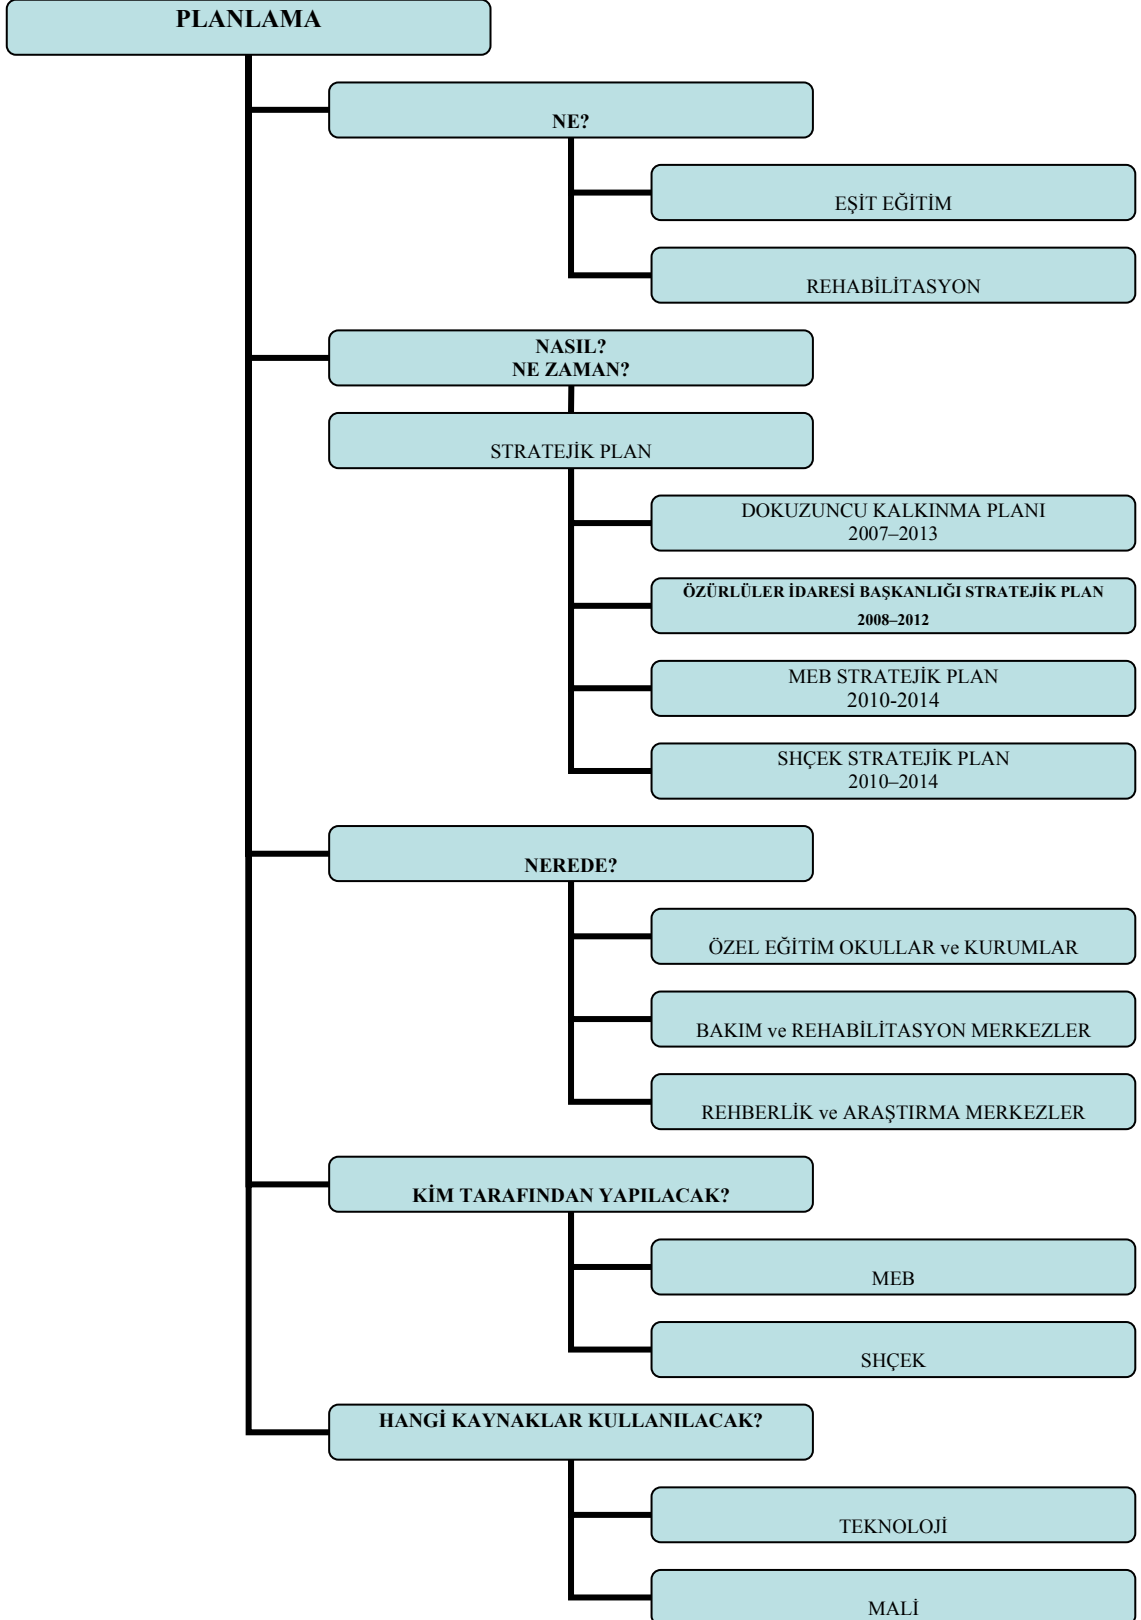 PLANLAMA
NE?
EŞİT EĞİTİM
REHABİLİTASYON
NASIL?
NE ZAMAN?
STRATEJİK PLAN
DOKUZUNCU KALKINMA PLANI
2007–2013
ÖZÜRLÜLER İDARESİ BAŞKANLIĞI STRATEJİK PLAN
2008–2012
MEB STRATEJİK PLAN
2010-2014
SHÇEK STRATEJİK PLAN
2010–2014
NEREDE?
ÖZEL EĞİTİM OKULLAR ve KURUMLAR
BAKIM ve REHABİLİTASYON MERKEZLER
REHBERLİK ve ARAŞTIRMA MERKEZLER
KİM TARAFINDAN YAPILACAK?
MEB
SHÇEK
HANGİ KAYNAKLAR KULLANILACAK?
TEKNOLOJİ
MALİ